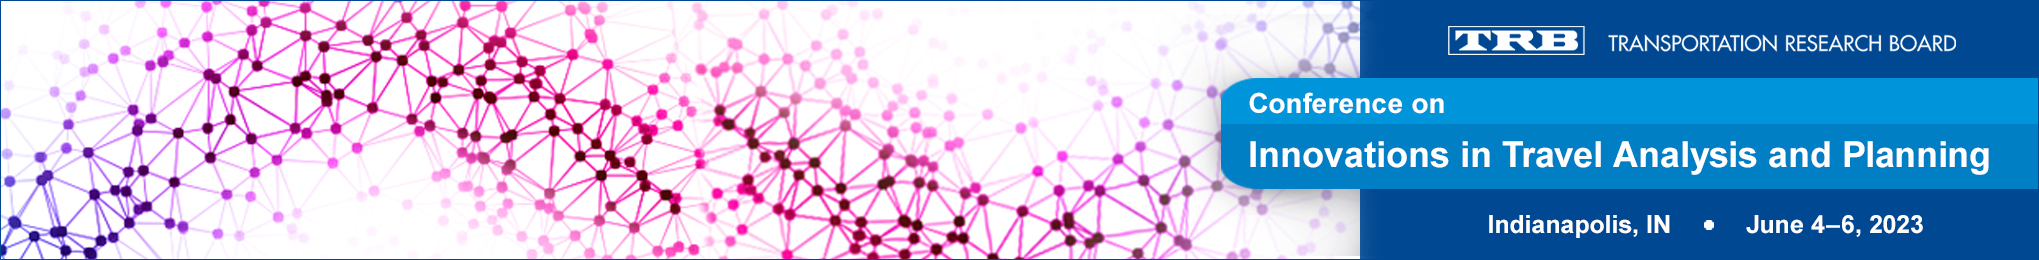 TRB TRANSPORTATION RESEARCH BOARD
Conference on
Innovations in Travel Analysis and Planning
Indianapolis, IN • June 4–6, 2023